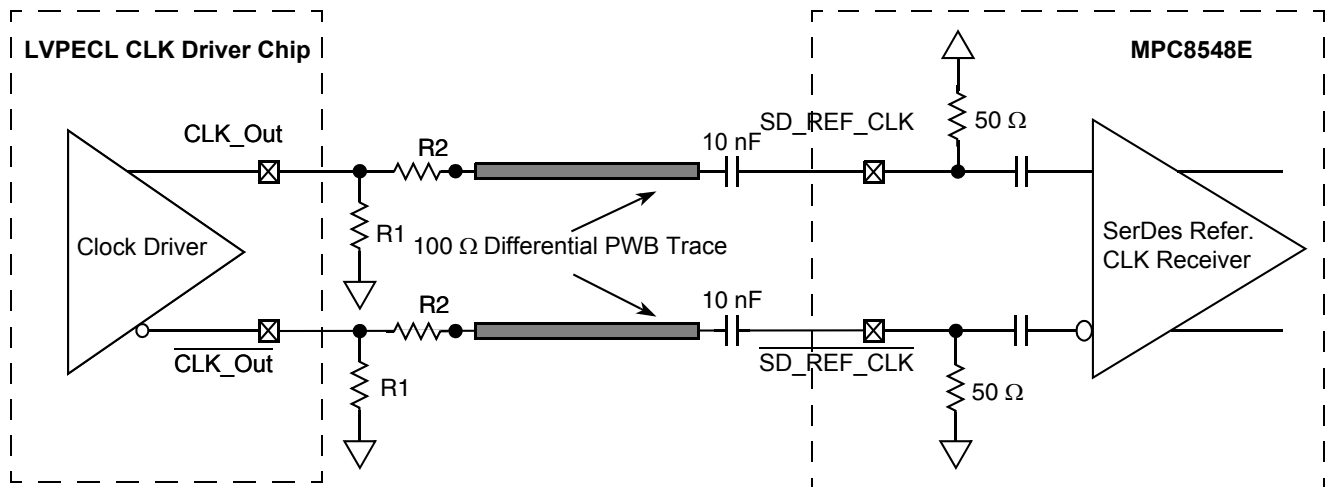 LVPECL CLK Driver Chip
MPC8548E
CLK_Out
R2
10 nF
SD_REF_CLK
50 Ω
Clock Driver
R1
100 Ω Differential PWB Trace
SerDes Refer.
CLK Receiver
R2
10 nF
CLK_Out
SD_REF_CLK
R1
50 Ω